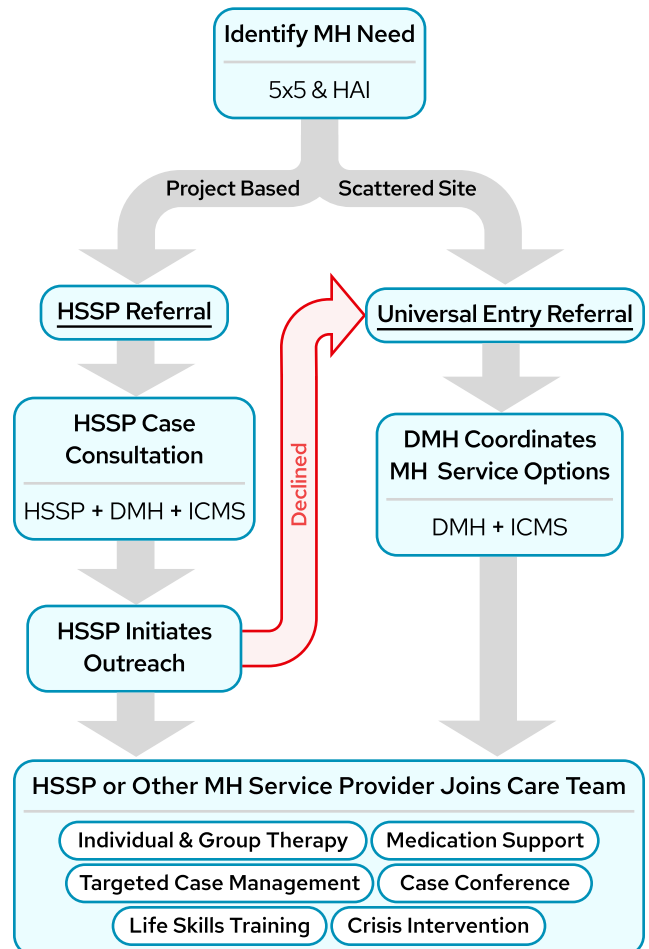 Identify MH Need
5x5 & HAI
Project Based
Scattered Site
HSSP Referral
Universal Entry Referral
HSSP Case
Consultation
HSSP + DMH + ICMS
Declined
DMH Coordinates
MH Service Options
DMH + ICMS
HSSP Initiates
Outreach
HSSP or Other MH Service Provider Joins Care Team
Individual & Group Therapy
Medication Support
Targeted Case Management
Case Conference
Life Skills Training
Crisis Intervention